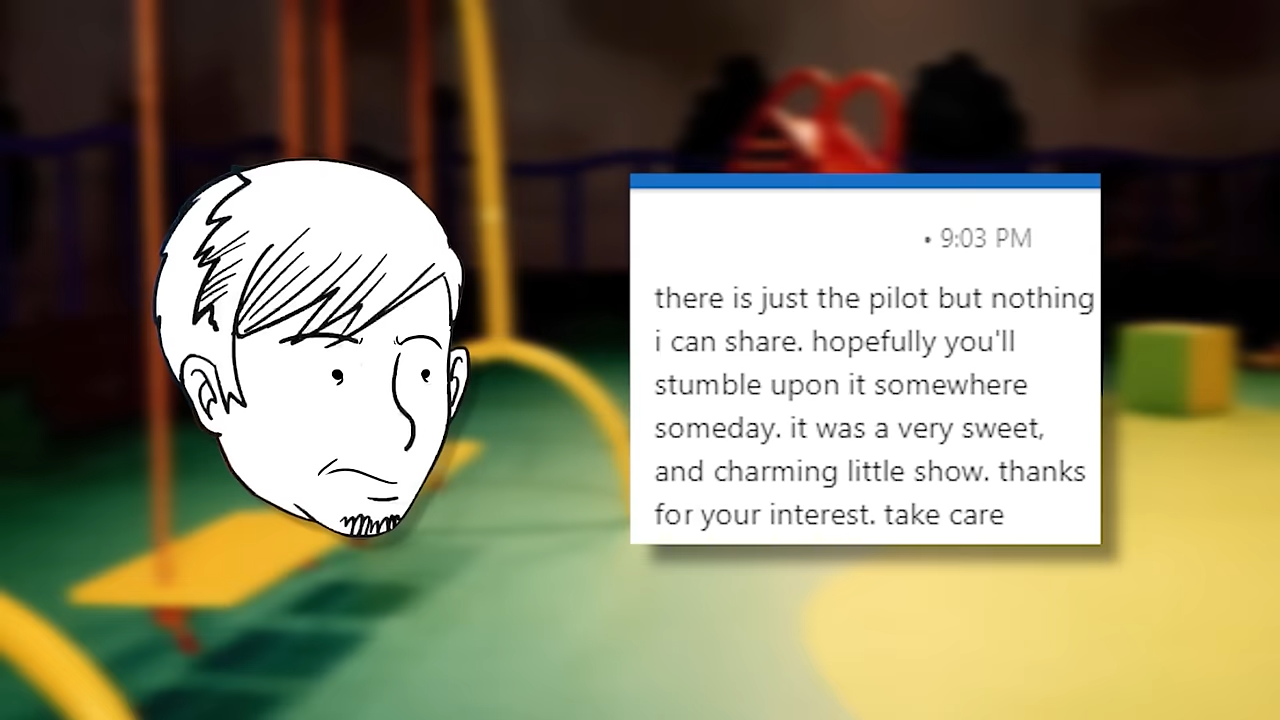 • 9:03 PM
there is just the pilot but nothing
i can share. hopefully you'll
stumble upon it somewhere
someday. it was a very sweet,
and charming little show. thanks
for your interest. take care